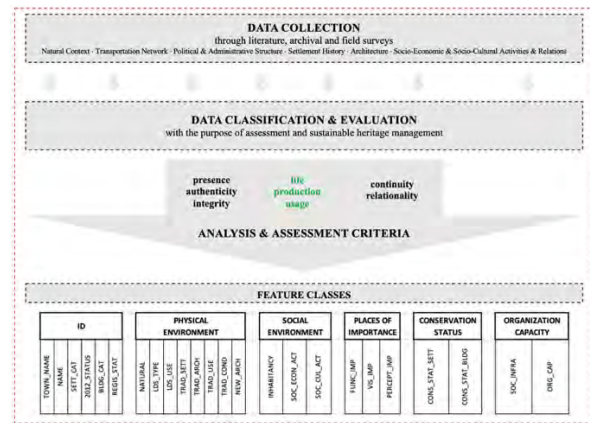 DATA COLLECTION
through literature, archival and field surveys
Natural Context · Transportation Network · Political & Administrative Structure · Settlement History · Architecture · Socio-Economic & Socio-Cultural Activities & Relations
DATA CLASSIFICATION & EVALUATION
with the purpose of assessment and sustainable heritage management
presence
authenticity
integrity
life
production
usage
continuity
relationality
ANALYSIS & ASSESSMENT CRITERIA
FEATURE CLASSES
ID
TOWN_NAME
NAME
SETT_CAT
2012_STATUS
BLDG_CAT
REGIS_STAT
PHYSICAL
ENVIRONMENT
NATURAL
LDS_TYPE
LDS_USE
TRAD_SETT
TRAD_ARCH
TRAD_USE
TRAD_COND
NEW_ARCH
SOCIAL
ENVIRONMENT
INHABITANCY
SOC_ECON_ACT
SOC_CUL_ACT
PLACES OF
IMPORTANCE
FUNC_IMP
VIS_IMP
PERCEPT_IMP
CONSERVATION
STATUS
CONS_STAT_SETT
CONS_STAT_BLDG
ORGANIZATION
CAPACITY
SOC_INFRA
ORG_CAP